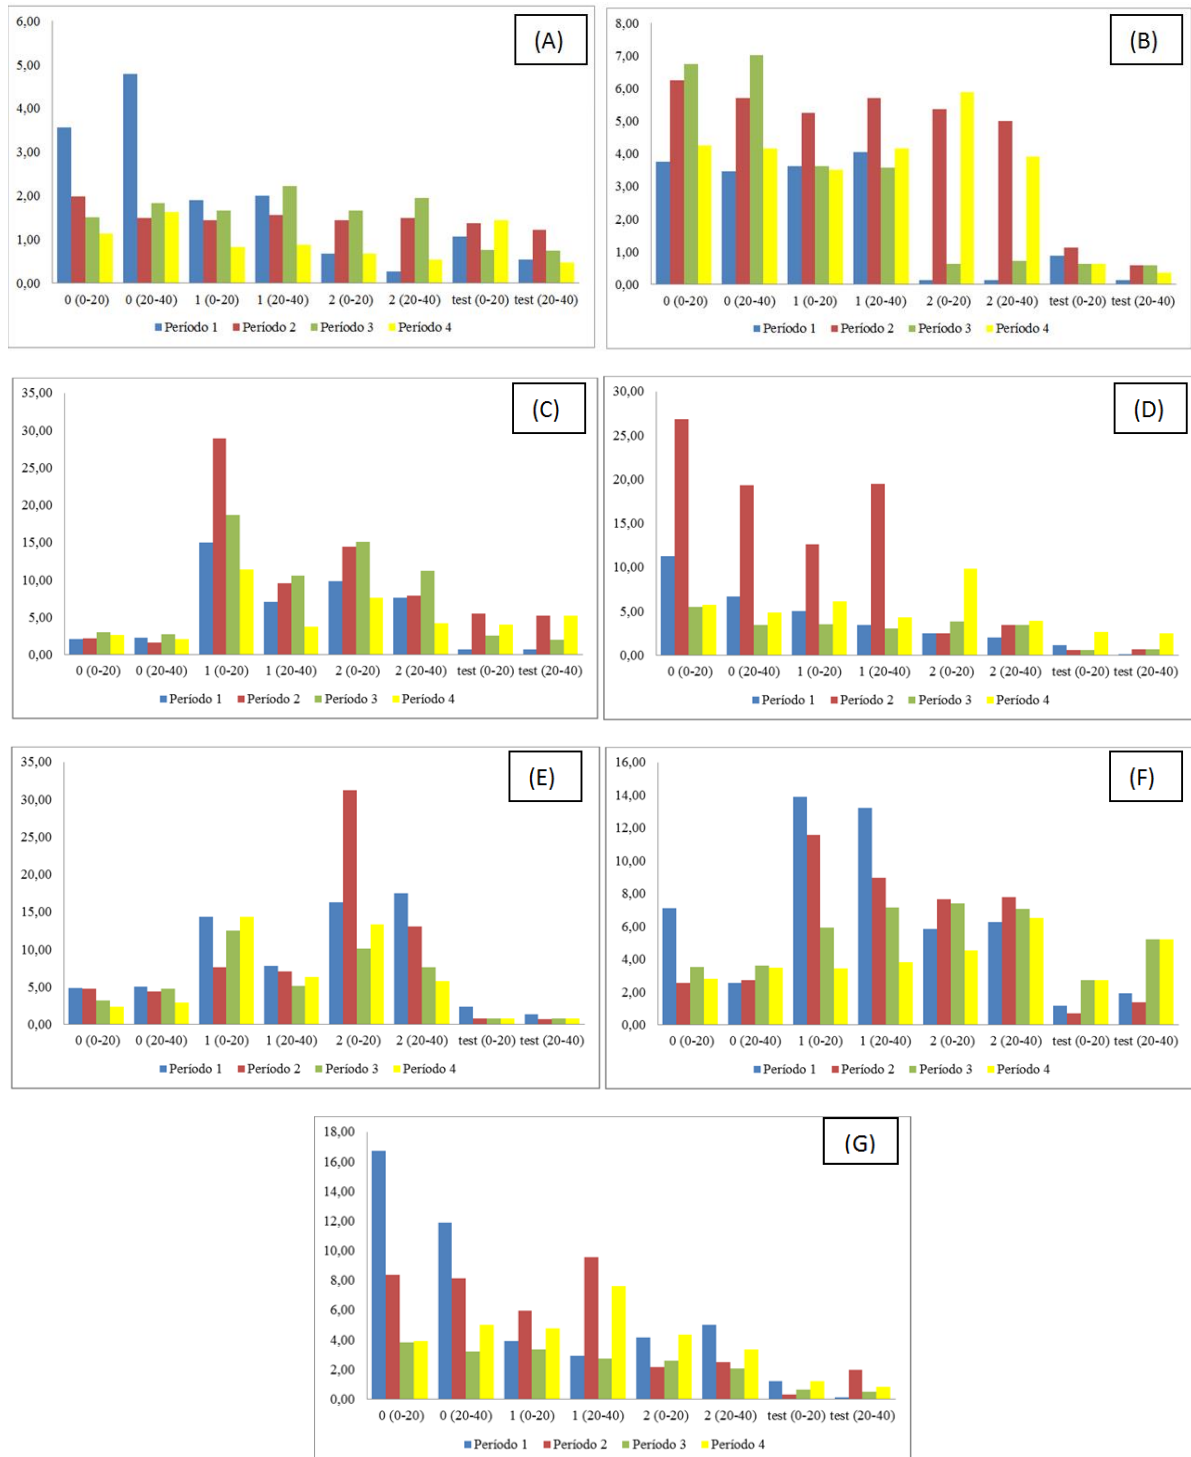 (A)
6,00
5,00
4,00
3,00
2,00
1,00
0,00
0 (0-20) 0 (20-40) 1 (0-20) 1 (20-40) 2 (0-20) 2 (20-40) test (0-20) test (20-40)
Período 1 Período 2 Período 3 Período 4
(B)
8,00
7,00
6,00
5,00
4,00
3,00
2,00
1,00
0,00
0 (0-20) 0 (20-40) 1 (0-20) 1 (20-40) 2 (0-20) 2 (20-40) test (0-20) test (20-40)
Período 1 Período 2 Período 3 Período 4
(C)
35,00
30,00
25,00
20,00
15,00
10,00
5,00
0,00
0 (0-20) 0 (20-40) 1 (0-20) 1 (20-40) 2 (0-20) 2 (20-40) test (0-20) test (20-40)
Período 1 Período 2 Período 3 Período 4
(D)
30,00
25,00
20,00
15,00
10,00
5,00
0,00
0 (0-20) 0 (20-40) 1 (0-20) 1 (20-40) 2 (0-20) 2 (20-40) test (0-20) test (20-40)
Período 1 Período 2 Período 3 Período 4
(E)
35,00
30,00
25,00
20,00
15,00
10,00
5,00
0,00
0 (0-20) 0 (20-40) 1 (0-20) 1 (20-40) 2 (0-20) 2 (20-40) test (0-20) test (20-40)
Período 1 Período 2 Período 3 Período 4
(F)
16,00
14,00
12,00
10,00
8,00
6,00
4,00
2,00
0,00
0 (0-20) 0 (20-40) 1 (0-20) 1 (20-40) 2 (0-20) 2 (20-40) test (0-20) test (20-40)
Período 1 Período 2 Período 3 Período 4
(G)
18,00
16,00
14,00
12,00
10,00
8,00
6,00
4,00
2,00
0,00
0 (0-20) 0 (20-40) 1 (0-20) 1 (20-40) 2 (0-20) 2 (20-40) test (0-20) test (20-40)
Período 1 Período 2 Período 3 Período 4